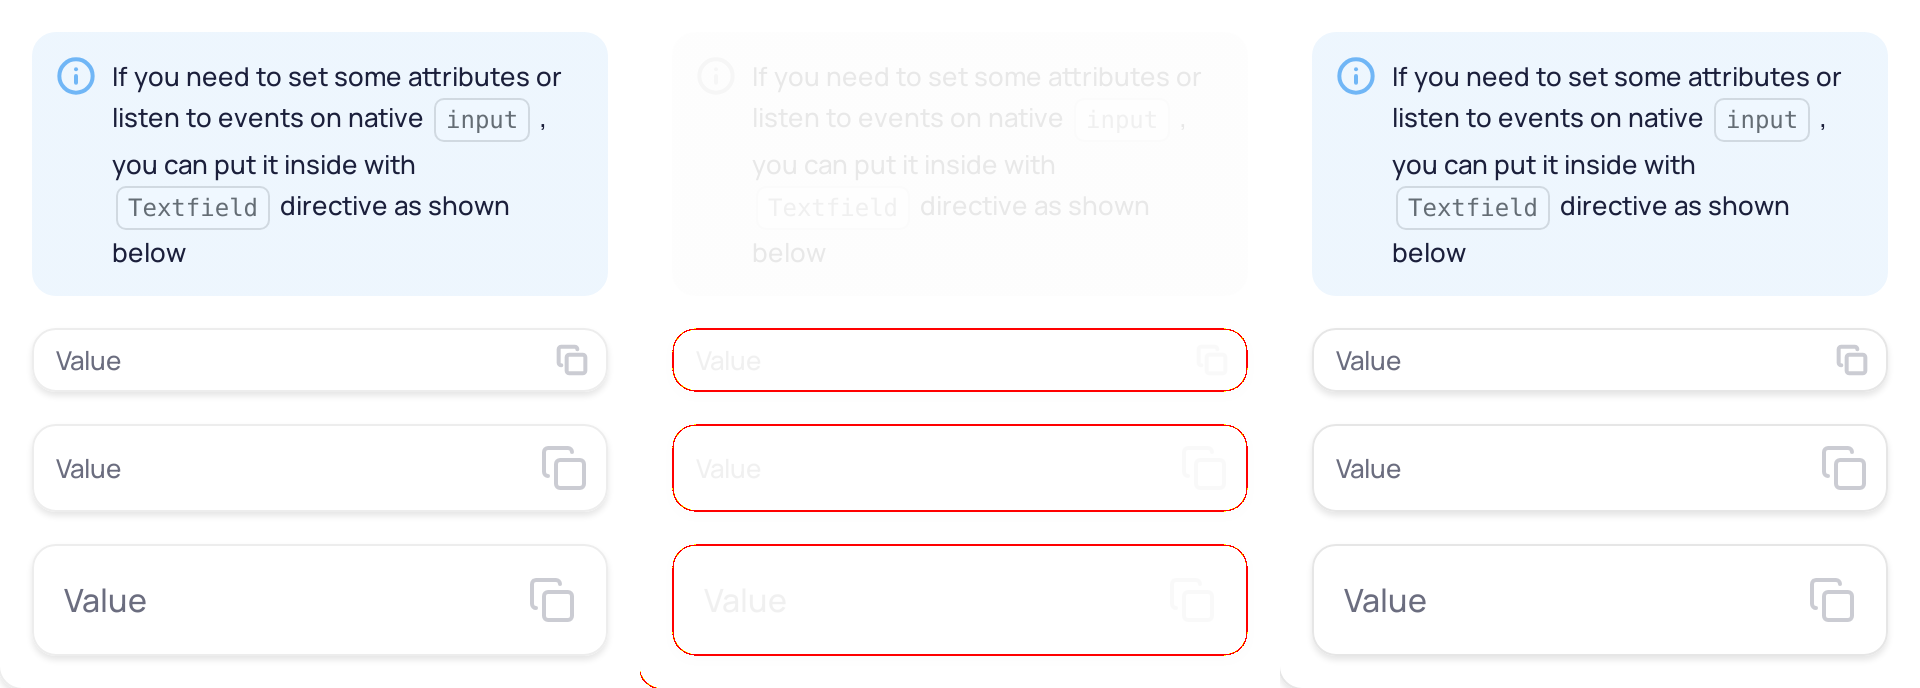 If you need to set some attributes or
listen to events on native input ,
you can put it inside with
Textfield directive as shown
below
Value
Value
Value
If you need to set some attributes or
listen to events on native input ,
you can put it inside with
Textfield directive as shown
below
Value
Value
Value
If you need to set some attributes or
listen to events on native input ,
you can put it inside with
Textfield directive as shown
below
Value
Value
Value